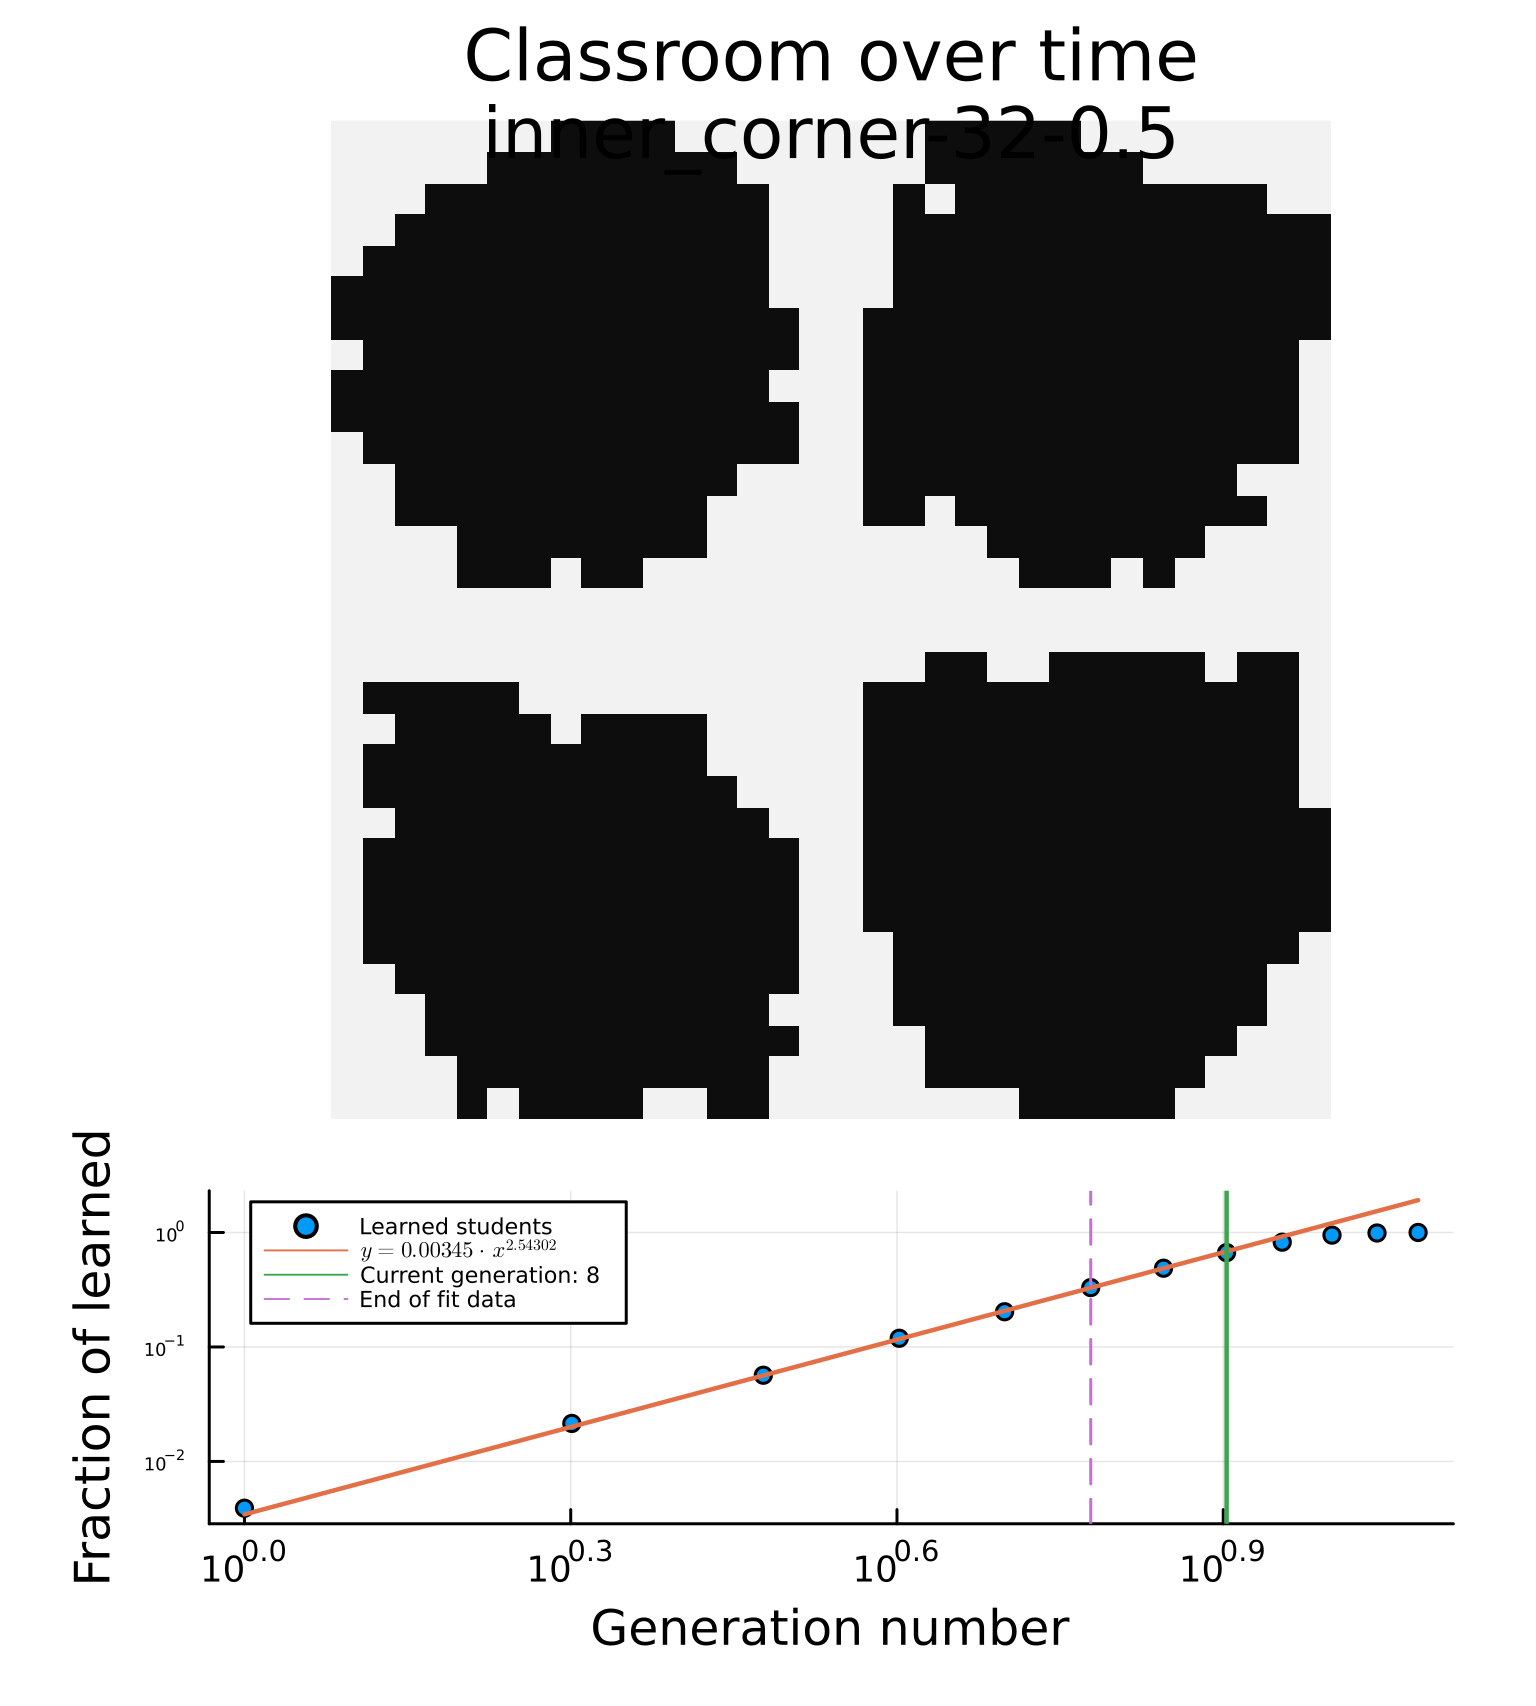 Classroom over time
inner_corner-32-0.5
Fraction of learned
10^0
10^−1
10^−2
Learned students
y = 0.00345 · x^2.54302
Current generation: 8
End of fit data
10^0.0 10^0.3 10^0.6 10^0.9
Generation number